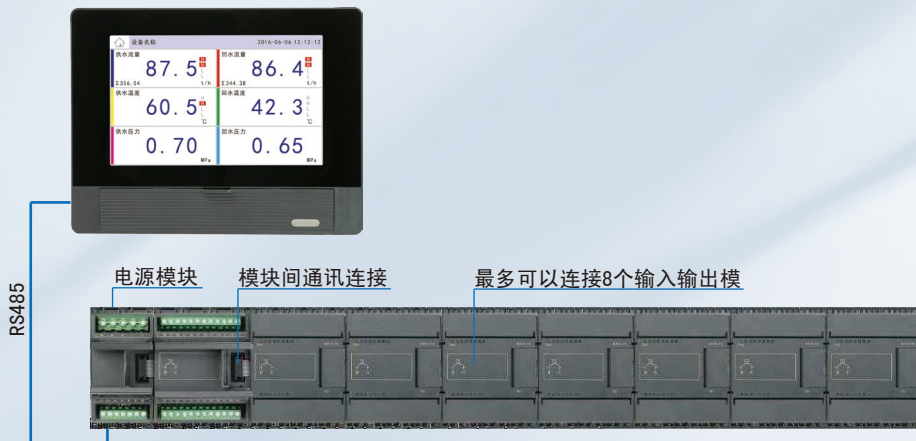 设备名称 2016-06-06 12:12:12
供水流量 回水流量
87.5 86.4
Σ356.04 t/h Σ344.38 t/h
供水温度 回水温度
60.5 ℃ 42.3 ℃
供水压力 回水压力
0.70 0.65
MPa MPa
RS485
电源模块 模块间通讯连接 最多可以连接8个输入输出模